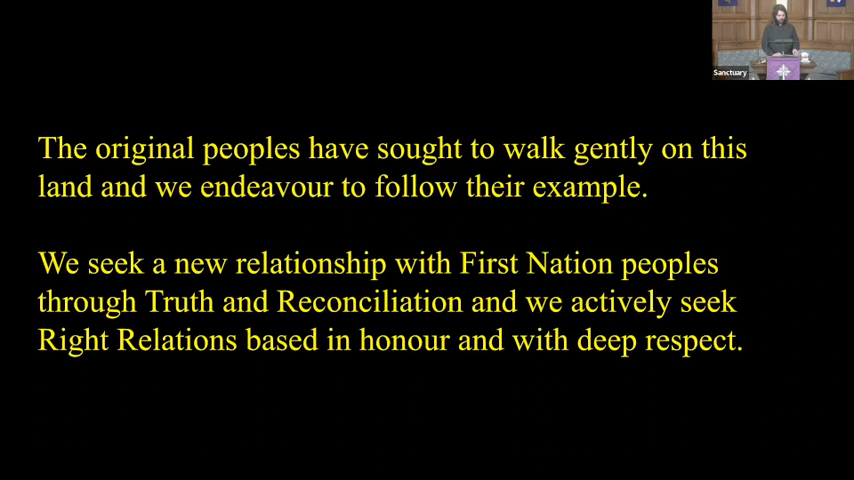 Sanctuary
The original peoples have sought to walk gently on this
land and we endeavour to follow their example.
We seek a new relationship with First Nation peoples
through Truth and Reconciliation and we actively seek
Right Relations based in honour and with deep respect.